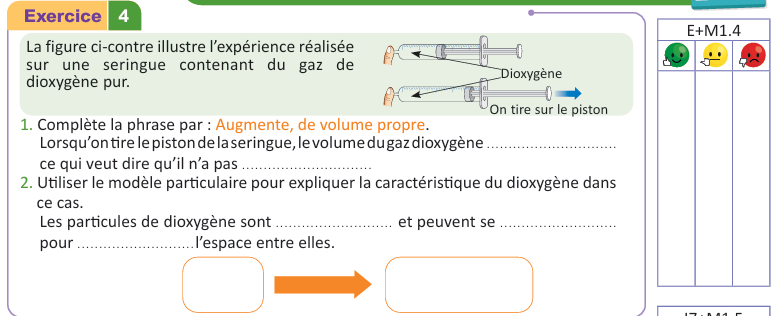 Exercice 4
La figure ci-contre illustre l'expérience réalisée
sur une seringue contenant du gaz de
dioxygène pur.
Dioxygène
On tire sur le piston
1. Complète la phrase par : Augmente, de volume propre.
Lorsqu'on tire le piston de la seringue, le volume du gaz dioxygène ..............................
ce qui veut dire qu'il n'a pas ..............................
2. Utiliser le modèle particulaire pour expliquer la caractéristique du dioxygène dans
ce cas.
Les particules de dioxygène sont ........................... et peuvent se ...........................
pour ...........................l'espace entre elles.
E+M1.4